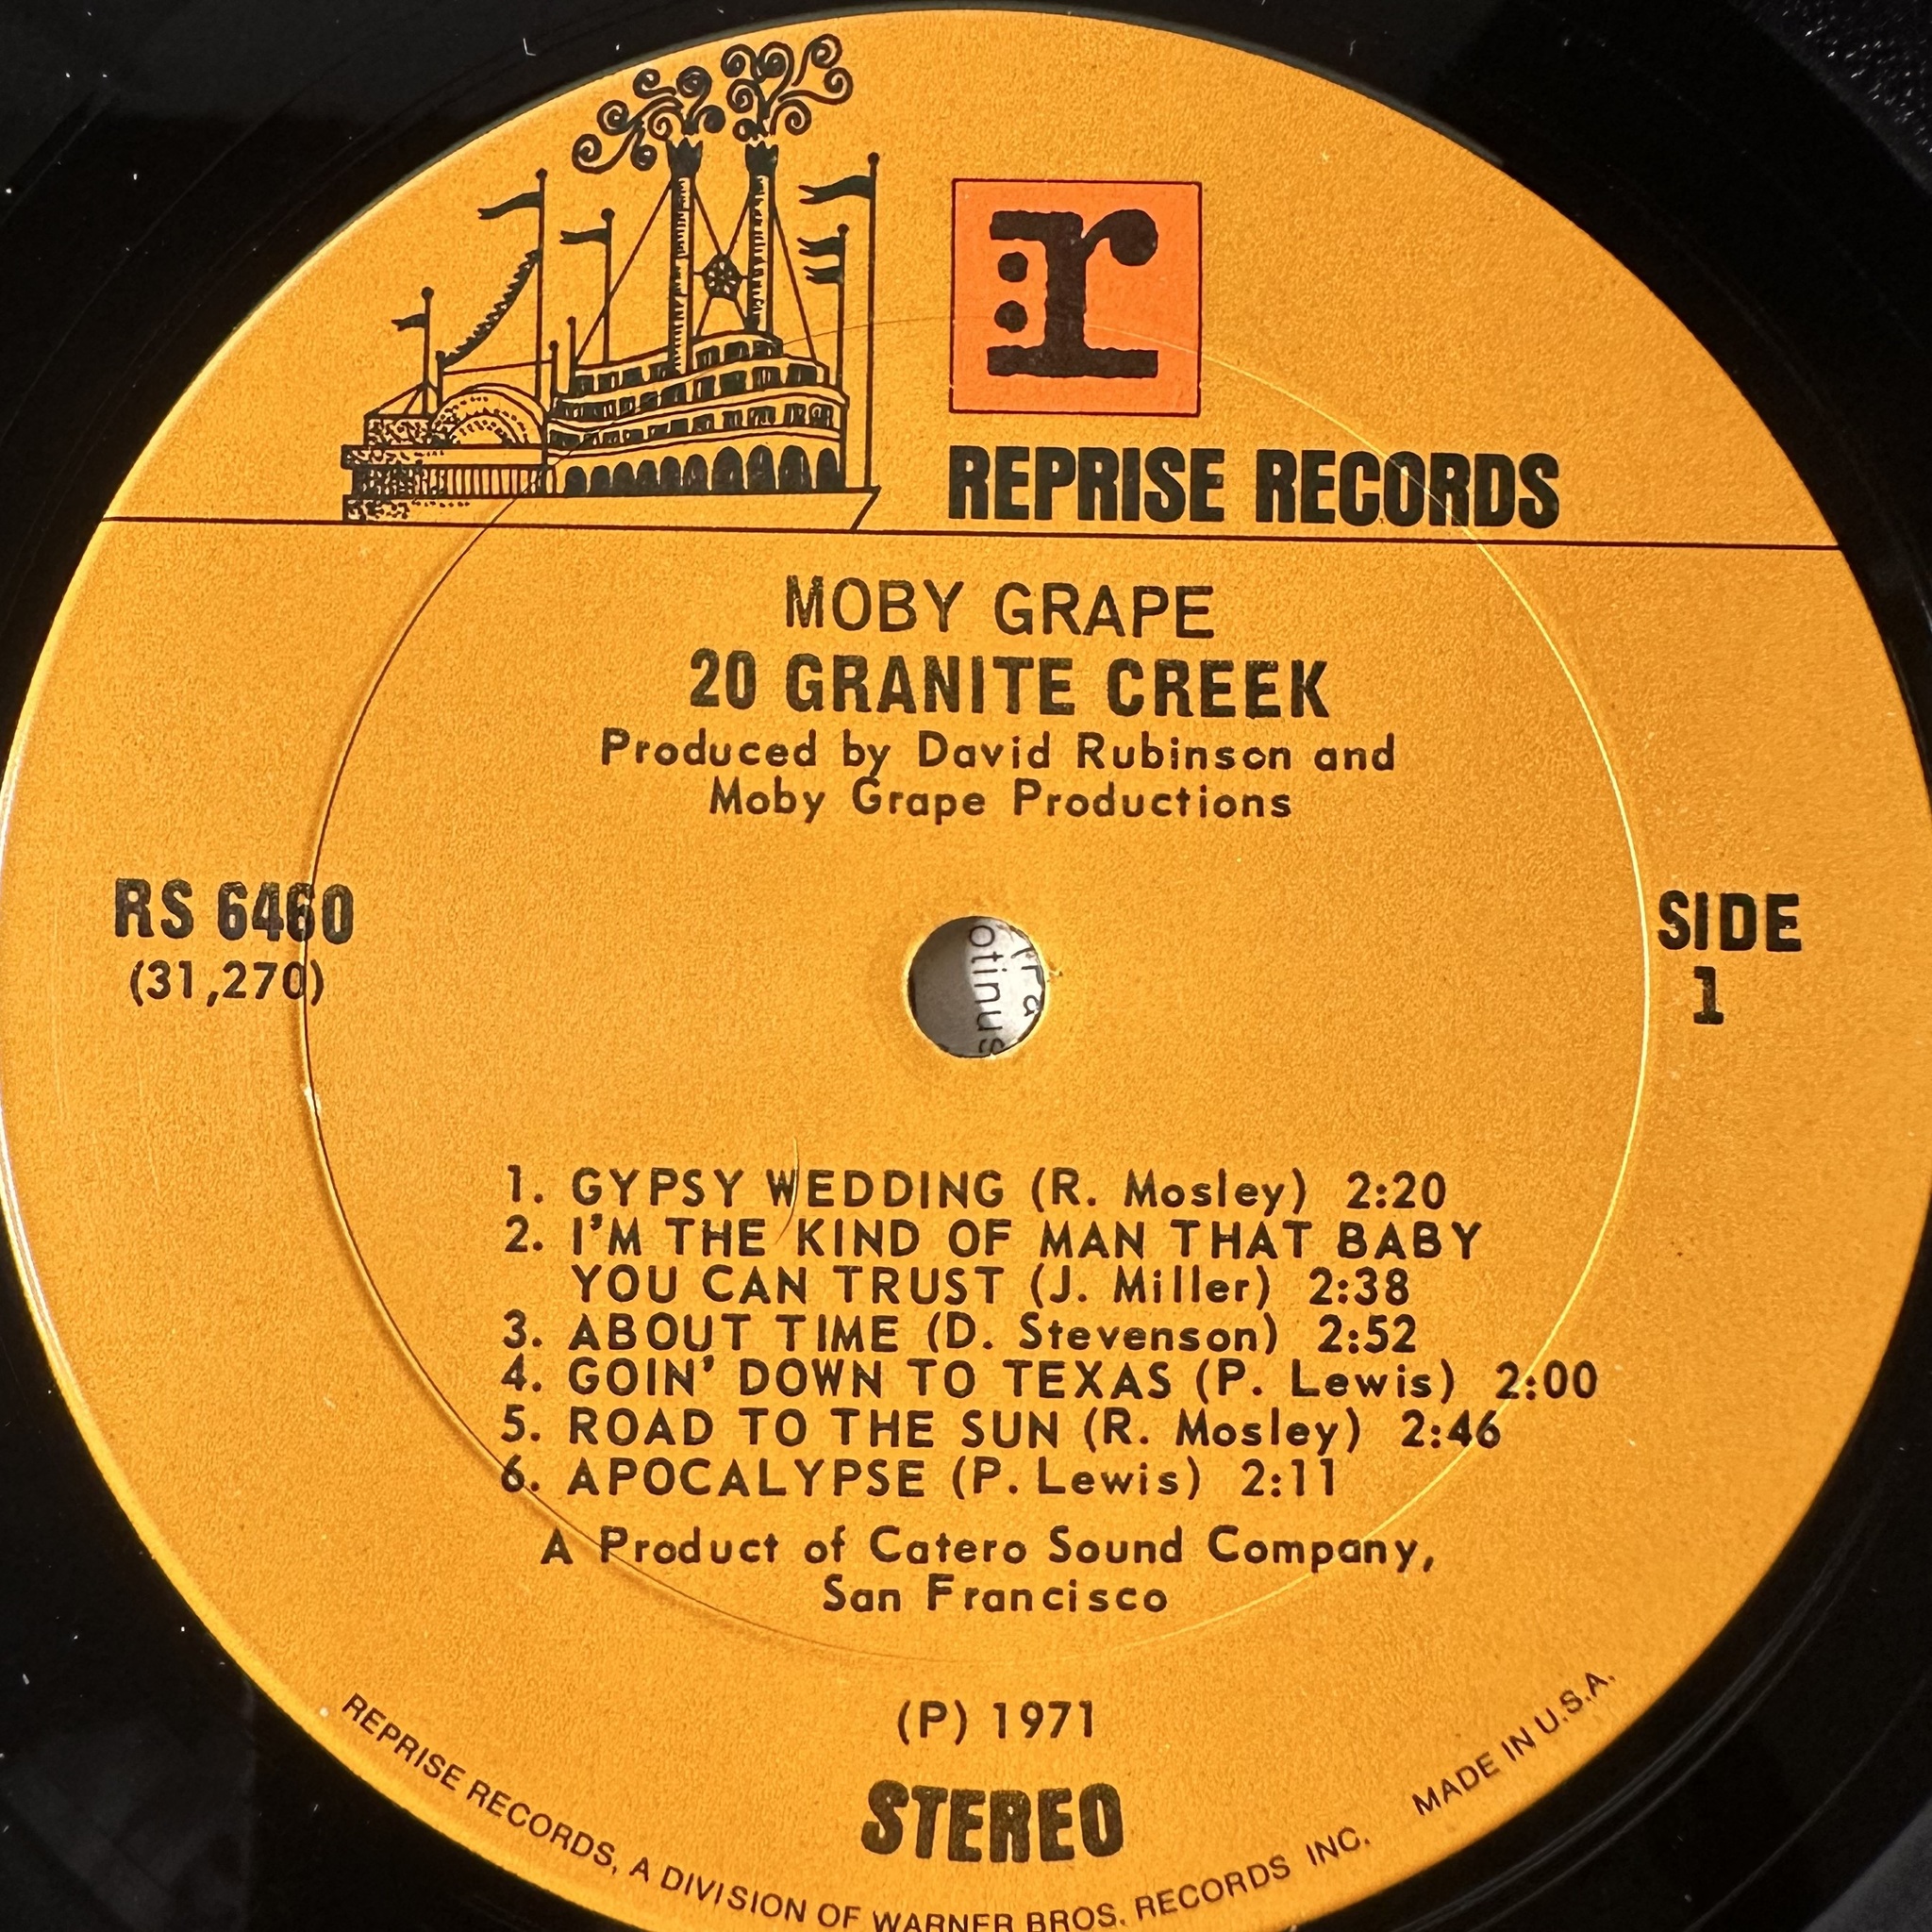 r
REPRISE RECORDS
MOBY GRAPE
20 GRANITE CREEK
Produced by David Rubinson and
Moby Grape Productions
RS 6460
(31,270)
SIDE
1
otinus
1. GYPSY WEDDING (R. Mosley) 2:20
2. I'M THE KIND OF MAN THAT BABY
YOU CAN TRUST (J. Miller) 2:38
3. ABOUT TIME (D. Stevenson) 2:52
4. GOIN' DOWN TO TEXAS (P. Lewis) 2:00
5. ROAD TO THE SUN (R. Mosley) 2:46
6. APOCALYPSE (P. Lewis) 2:11
A Product of Catero Sound Company,
San Francisco
(P) 1971
STEREO
REPRISE RECORDS, A DIVISION OF WARNER BROS. RECORDS INC. MADE IN U.S.A.